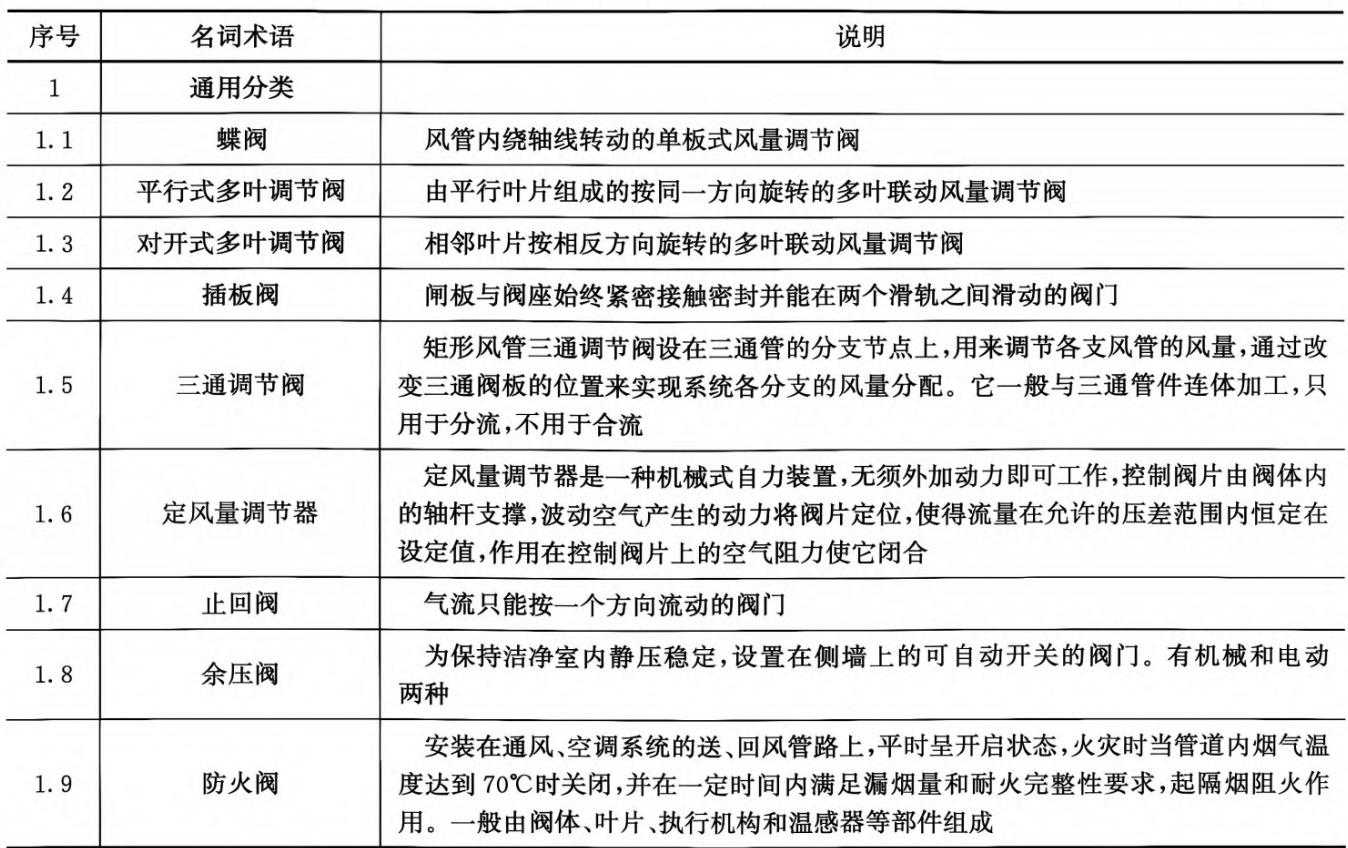 序号 名词术语 说明
1 通用分类
1.1 蝶阀 风管内绕轴线转动的单板式风量调节阀
1.2 平行式多叶调节阀 由平行叶片组成的按同一方向旋转的多叶联动风量调节阀
1.3 对开式多叶调节阀 相邻叶片按相反方向旋转的多叶联动风量调节阀
1.4 插板阀 闸板与阀座始终紧密接触密封并能在两个滑轨之间滑动的阀门
矩形风管三通调节阀设在三通管的分支节点上,用来调节各支风管的风量,通过改
1.5 三通调节阀 变三通阀板的位置来实现系统各分支的风量分配。它一般与三通管件连体加工,只
用于分流,不用于合流
定风量调节器是一种机械式自力装置,无须外加动力即可工作,控制阀片由阀体内
1.6 定风量调节器 的轴杆支撑,波动空气产生的动力将阀片定位,使得流量在允许的压差范围内恒定在
设定值,作用在控制阀片上的空气阻力使它闭合
1.7 止回阀 气流只能按一个方向流动的阀门
1.8 余压阀 为保持洁净室内静压稳定,设置在侧墙上的可自动开关的阀门。有机械和电动
两种
安装在通风、空调系统的送、回风管路上,平时呈开启状态,火灾时当管道内烟气温
1.9 防火阀 度达到70℃时关闭,并在一定时间内满足漏烟量和耐火完整性要求,起隔烟阻火作
用。一般由阀体、叶片、执行机构和温感器等部件组成